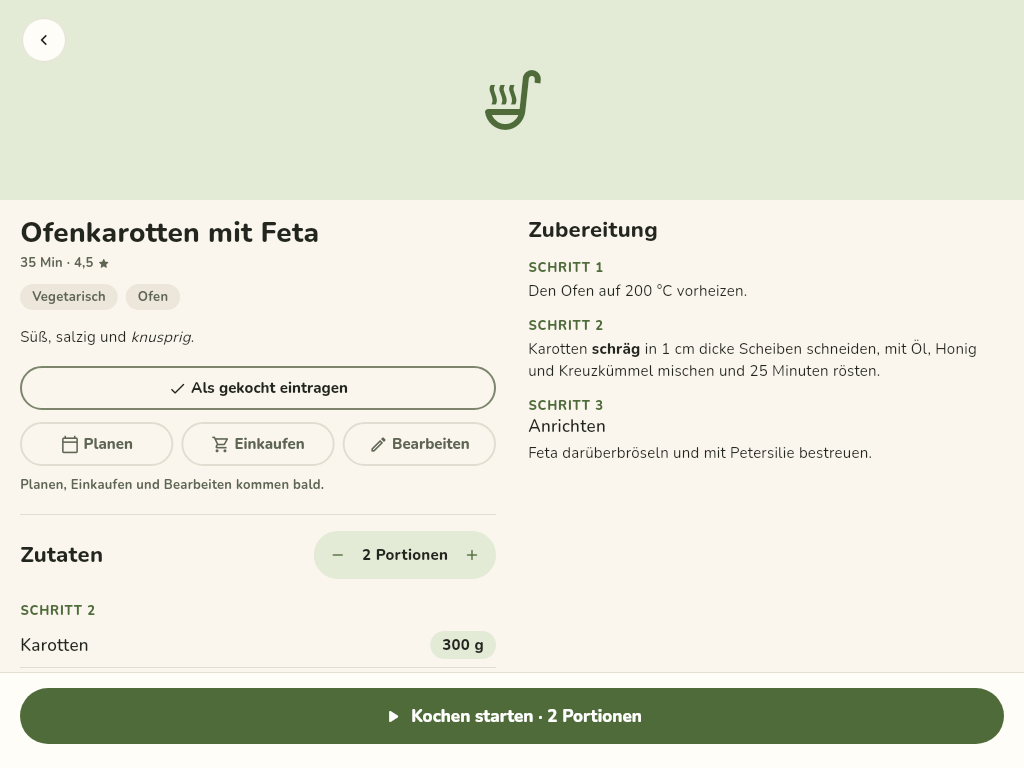 Ofenkarotten mit Feta
35 Min · 4,5 ★
Vegetarisch
Ofen
Süß, salzig und knusprig.
Als gekocht eintragen
Planen
Einkaufen
Bearbeiten
Planen, Einkaufen und Bearbeiten kommen bald.
Zutaten
− 2 Portionen +
SCHRITT 2
Karotten
300 g
Zubereitung
SCHRITT 1
Den Ofen auf 200 °C vorheizen.
SCHRITT 2
Karotten schräg in 1 cm dicke Scheiben schneiden, mit Öl, Honig
und Kreuzkümmel mischen und 25 Minuten rösten.
SCHRITT 3
Anrichten
Feta darüberbröseln und mit Petersilie bestreuen.
Kochen starten · 2 Portionen